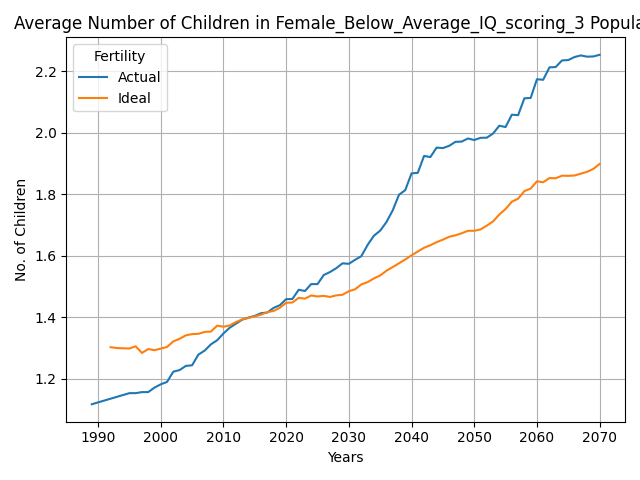 Average Number of Children in Female_Below_Average_IQ_scoring_3 Popula
Fertility
Actual
Ideal
No. of Children
2.2
2.0
1.8
1.6
1.4
1.2
1990 2000 2010 2020 2030 2040 2050 2060 2070
Years